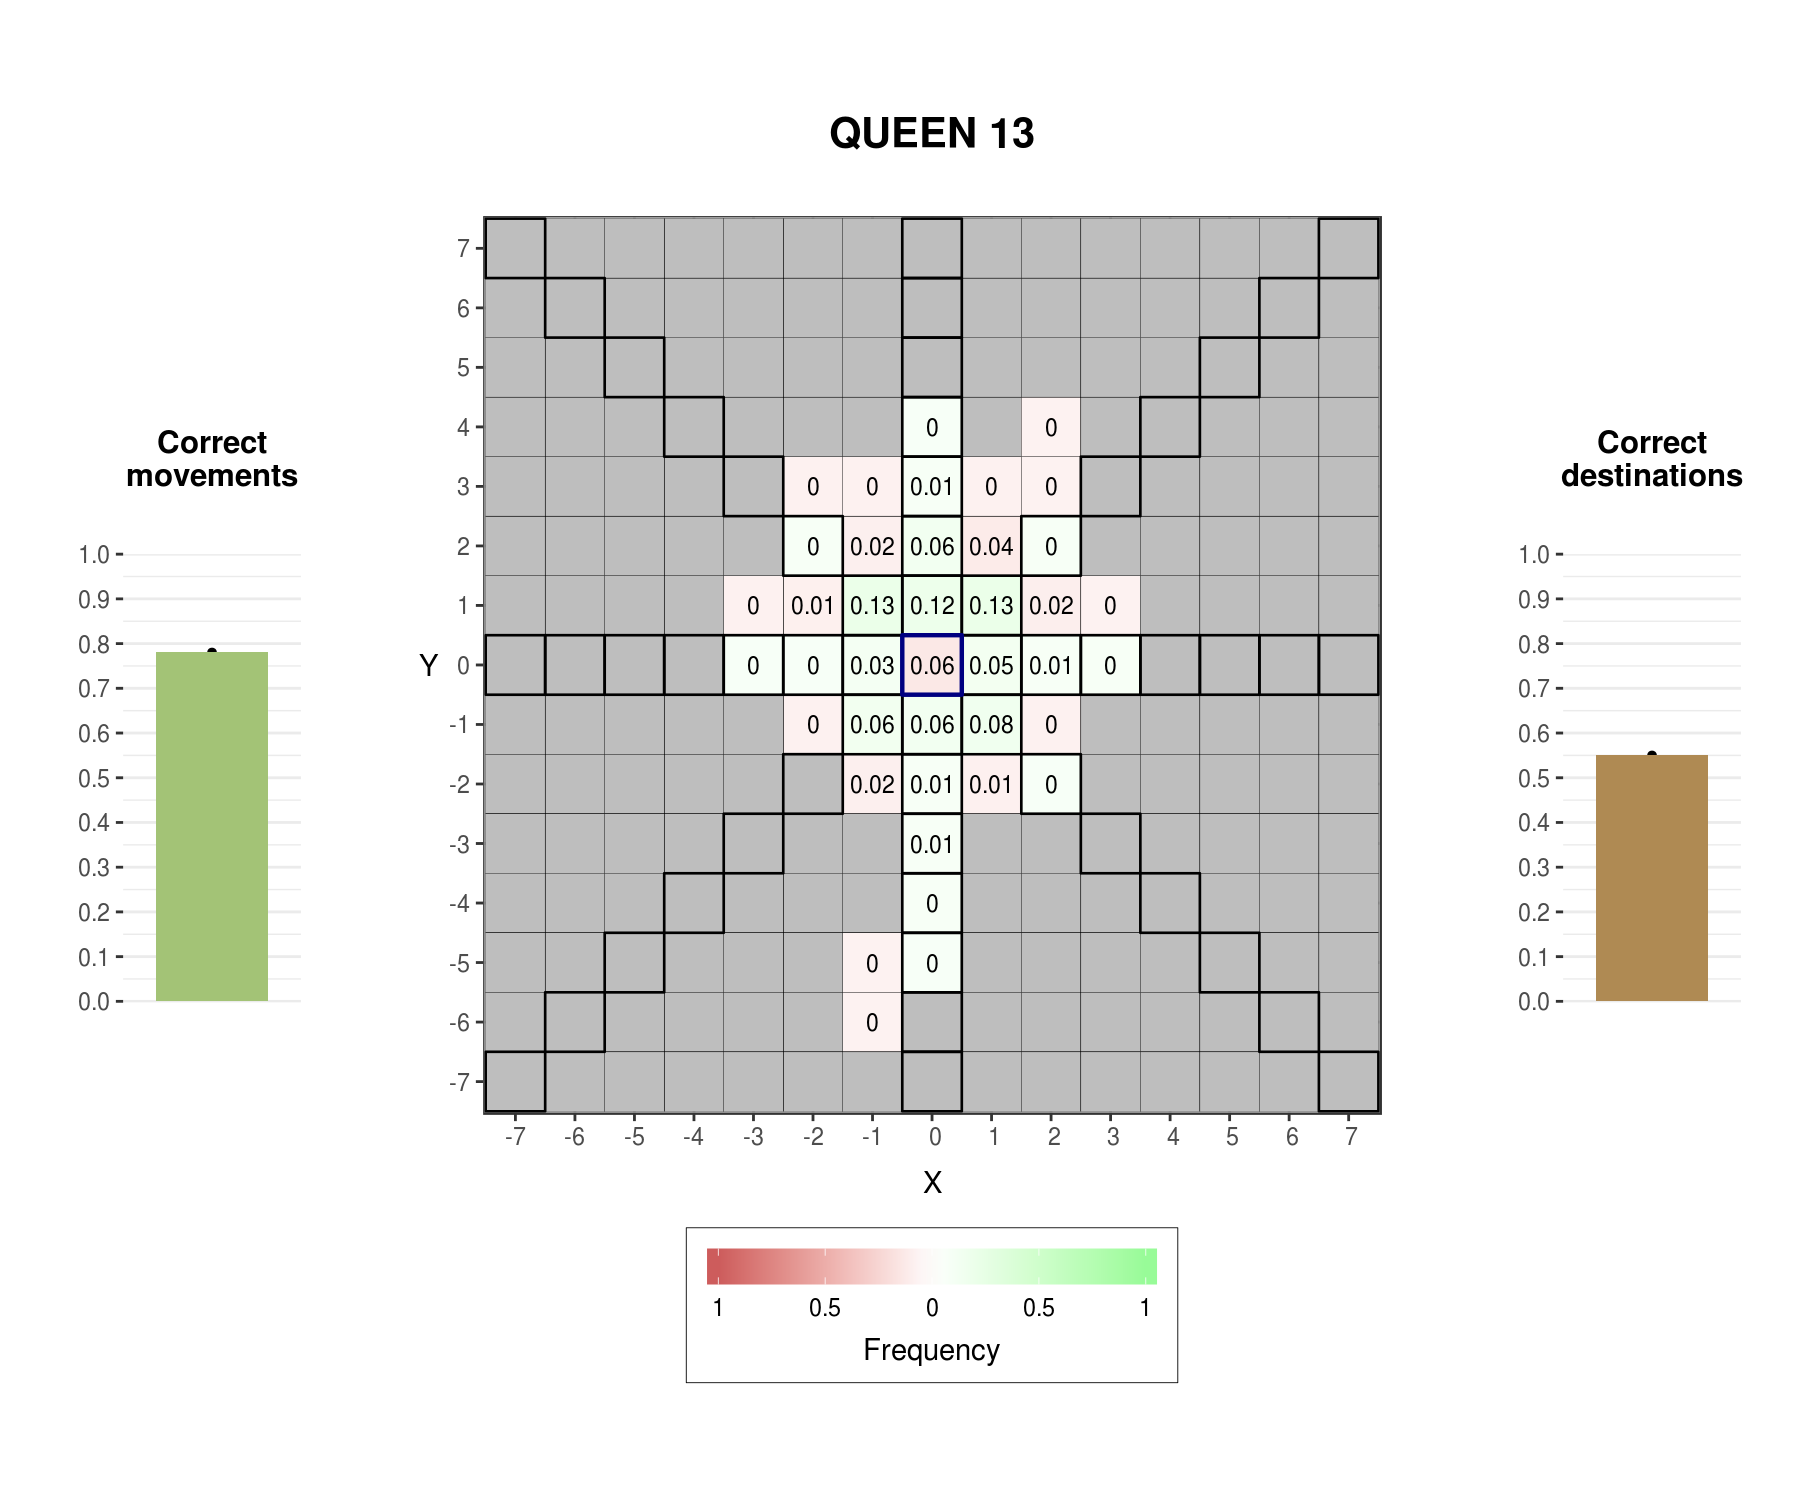 QUEEN 13
Correct
movements
1.0
0.9
0.8
0.7
0.6
0.5
0.4
0.3
0.2
0.1
0.0
Y
7
6
5
4
3
2
1
0
-1
-2
-3
-4
-5
-6
-7
0 0
0 0 0.01 0 0
0 0.02 0.06 0.04 0
0 0.01 0.13 0.12 0.13 0.02 0
0 0 0.03 0.06 0.05 0.01 0
0 0.06 0.06 0.08 0
0.02 0.01 0.01 0
0.01
0
0 0
0
-7 -6 -5 -4 -3 -2 -1 0 1 2 3 4 5 6 7
X
1 0.5 0 0.5 1
Frequency
Correct
destinations
1.0
0.9
0.8
0.7
0.6
0.5
0.4
0.3
0.2
0.1
0.0